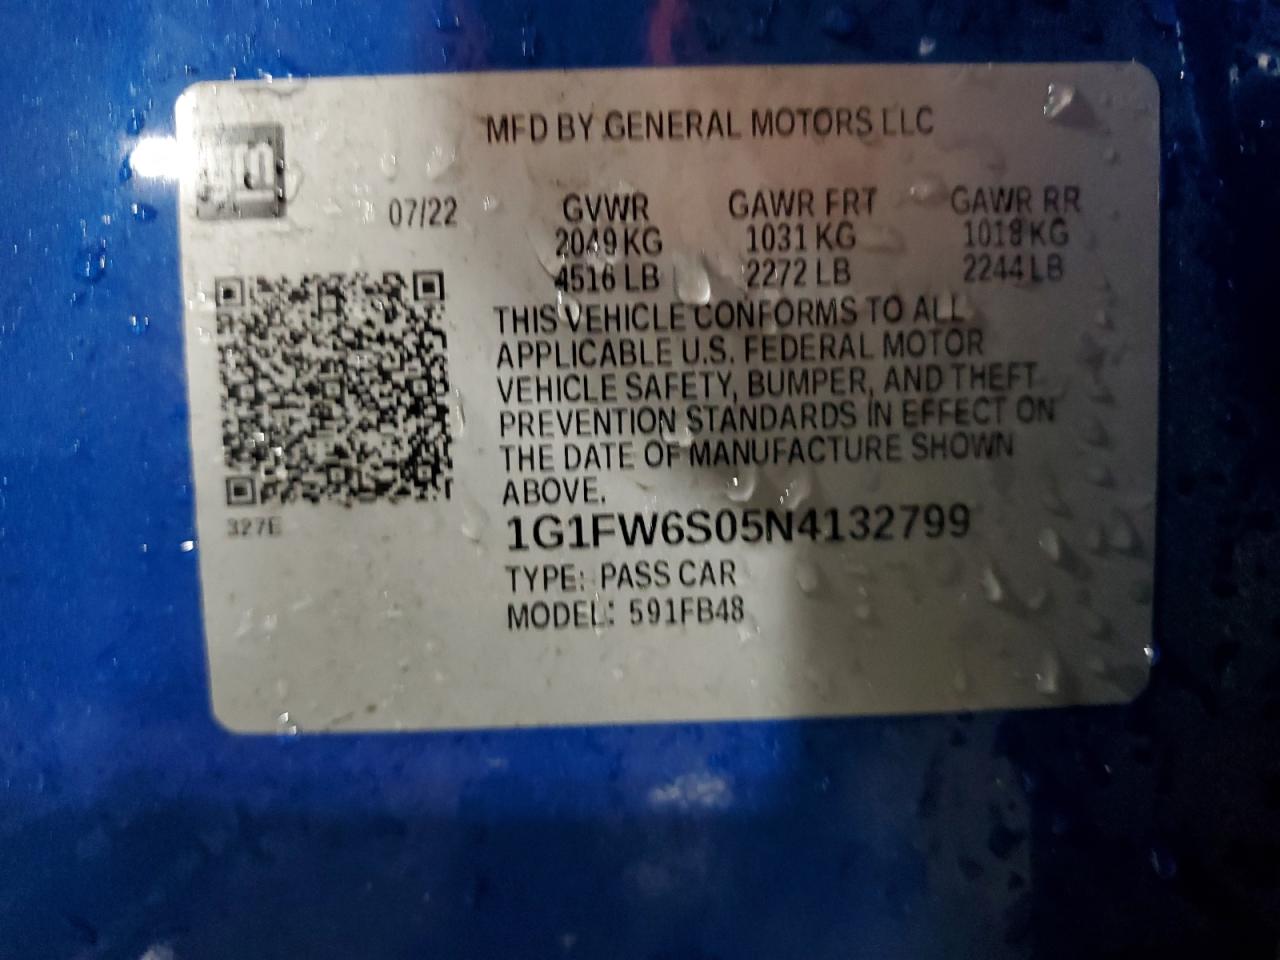 MFD BY GENERAL MOTORS LLC
gm
07/22
GVWR GAWR FRT GAWR RR
2049 KG 1031 KG 1018 KG
4516 LB 2272 LB 2244 LB
THIS VEHICLE CONFORMS TO ALL
APPLICABLE U.S. FEDERAL MOTOR
VEHICLE SAFETY, BUMPER, AND THEFT
PREVENTION STANDARDS IN EFFECT ON
THE DATE OF MANUFACTURE SHOWN
ABOVE.
327E
1G1FW6S05N4132799
TYPE: PASS CAR
MODEL: 591FB48